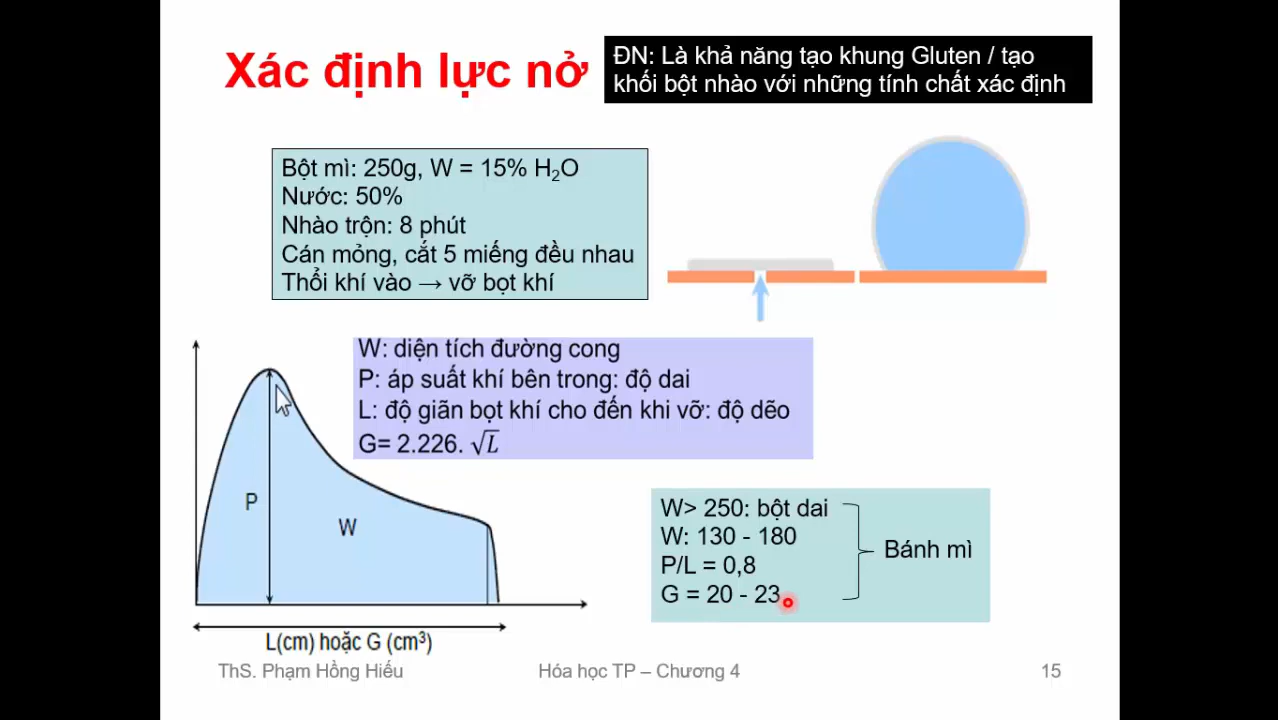 Xác định lực nở
ĐN: Là khả năng tạo khung Gluten / tạo
khối bột nhào với những tính chất xác định
Bột mì: 250g, W = 15% H₂O
Nước: 50%
Nhào trộn: 8 phút
Cán mỏng, cắt 5 miếng đều nhau
Thổi khí vào → vỡ bọt khí
W: diện tích đường cong
P: áp suất khí bên trong: độ dai
L: độ giãn bọt khí cho đến khi vỡ: độ dẽo
G= 2.226. √L
P
W
L(cm) hoặc G (cm³)
W> 250: bột dai
W: 130 - 180
P/L = 0,8
G = 20 - 23
Bánh mì
ThS. Phạm Hồng Hiếu
Hóa học TP – Chương 4
15